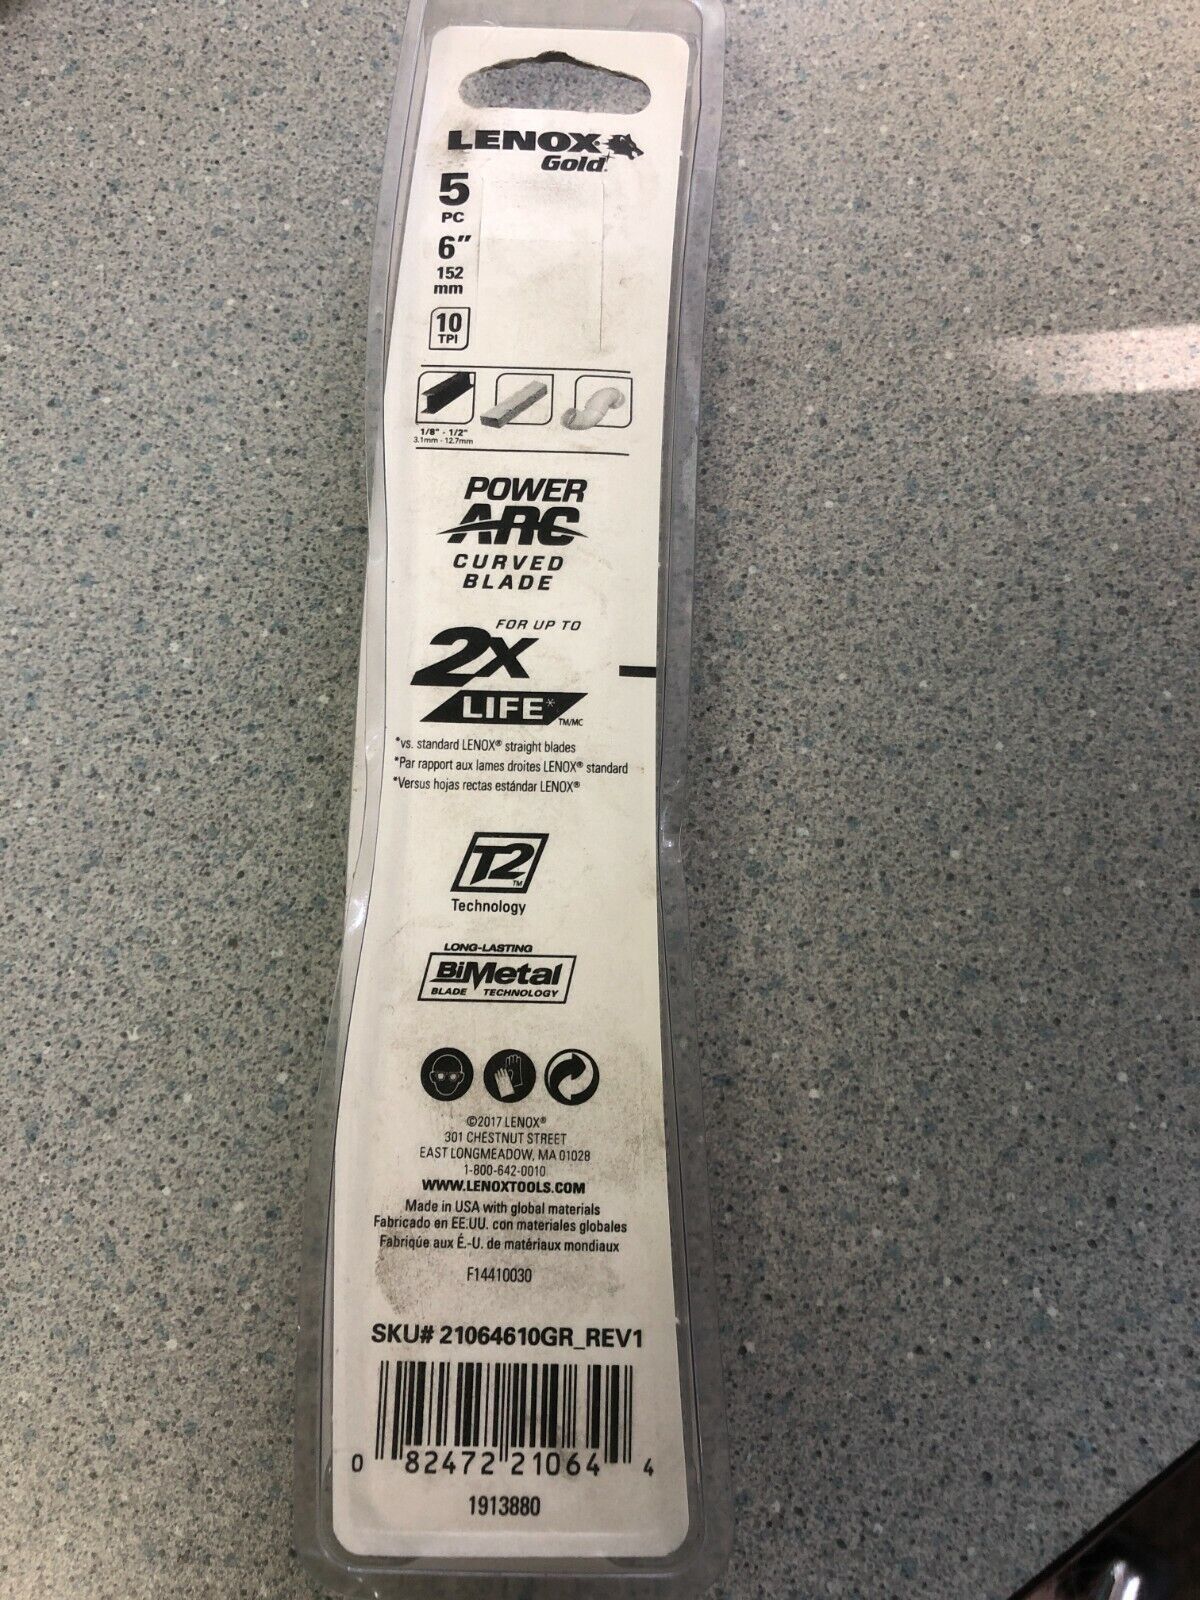 LENOX®
Gold®
5
PC
6"
152
mm
10
TPI
1/8" - 1/2"
3.1mm - 12.7mm
POWER
ARC
CURVED
BLADE
FOR UP TO
2X
LIFE*
TM/MC
*vs. standard LENOX® straight blades
*Par rapport aux lames droites LENOX® standard
*Versus hojas rectas estándar LENOX®
T2
TM
Technology
LONG-LASTING
BiMetal
BLADE TECHNOLOGY
©2017 LENOX®
301 CHESTNUT STREET
EAST LONGMEADOW, MA 01028
1-800-642-0010
WWW.LENOXTOOLS.COM
Made in USA with global materials
Fabricado en EE.UU. con materiales globales
Fabriqúe aux É.-U. de matériaux mondiaux
F14410030
SKU# 21064610GR_REV1
0 82472 21064 4
1913880